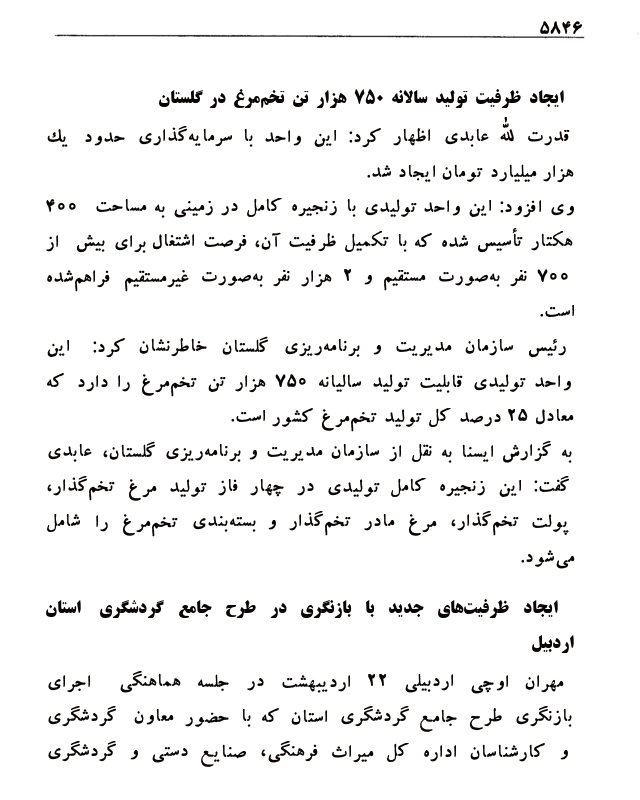 ۵۸۴۶
ایجاد ظرفیت تولید سالانه ۷۵۰ هزار تن تخم‌مرغ در گلستان
قدرت الله عابدی اظهار کرد: این واحد با سرمایه‌گذاری حدود یك
هزار میلیارد تومان ایجاد شد.
وی افزود: این واحد تولیدی با زنجیره کامل در زمینی به مساحت ۴۰۰
هکتار تأسیس شده که با تکمیل ظرفیت آن، فرصت اشتغال برای بیش از
۷۰۰ نفر به‌صورت مستقیم و ۲ هزار نفر به‌صورت غیرمستقیم فراهم‌شده
است.
رئیس سازمان مدیریت و برنامه‌ریزی گلستان خاطرنشان کرد: این
واحد تولیدی قابلیت تولید سالیانه ۷۵۰ هزار تن تخم‌مرغ را دارد که
معادل ۲۵ درصد کل تولید تخم‌مرغ کشور است.
به گزارش ایسنا به نقل از سازمان مدیریت و برنامه‌ریزی گلستان، عابدی
گفت: این زنجیره کامل تولیدی در چهار فاز تولید مرغ تخم‌گذار،
پولت تخم‌گذار، مرغ مادر تخم‌گذار و بسته‌بندی تخم‌مرغ را شامل
می‌شود.
ایجاد ظرفیت‌های جدید با بازنگری در طرح جامع گردشگری استان
اردبیل
مهران اوچی اردبیلی ۲۲ اردیبهشت در جلسه هماهنگی اجرای
بازنگری طرح جامع گردشگری استان که با حضور معاون گردشگری
و کارشناسان اداره کل میراث فرهنگی، صنایع دستی و گردشگری